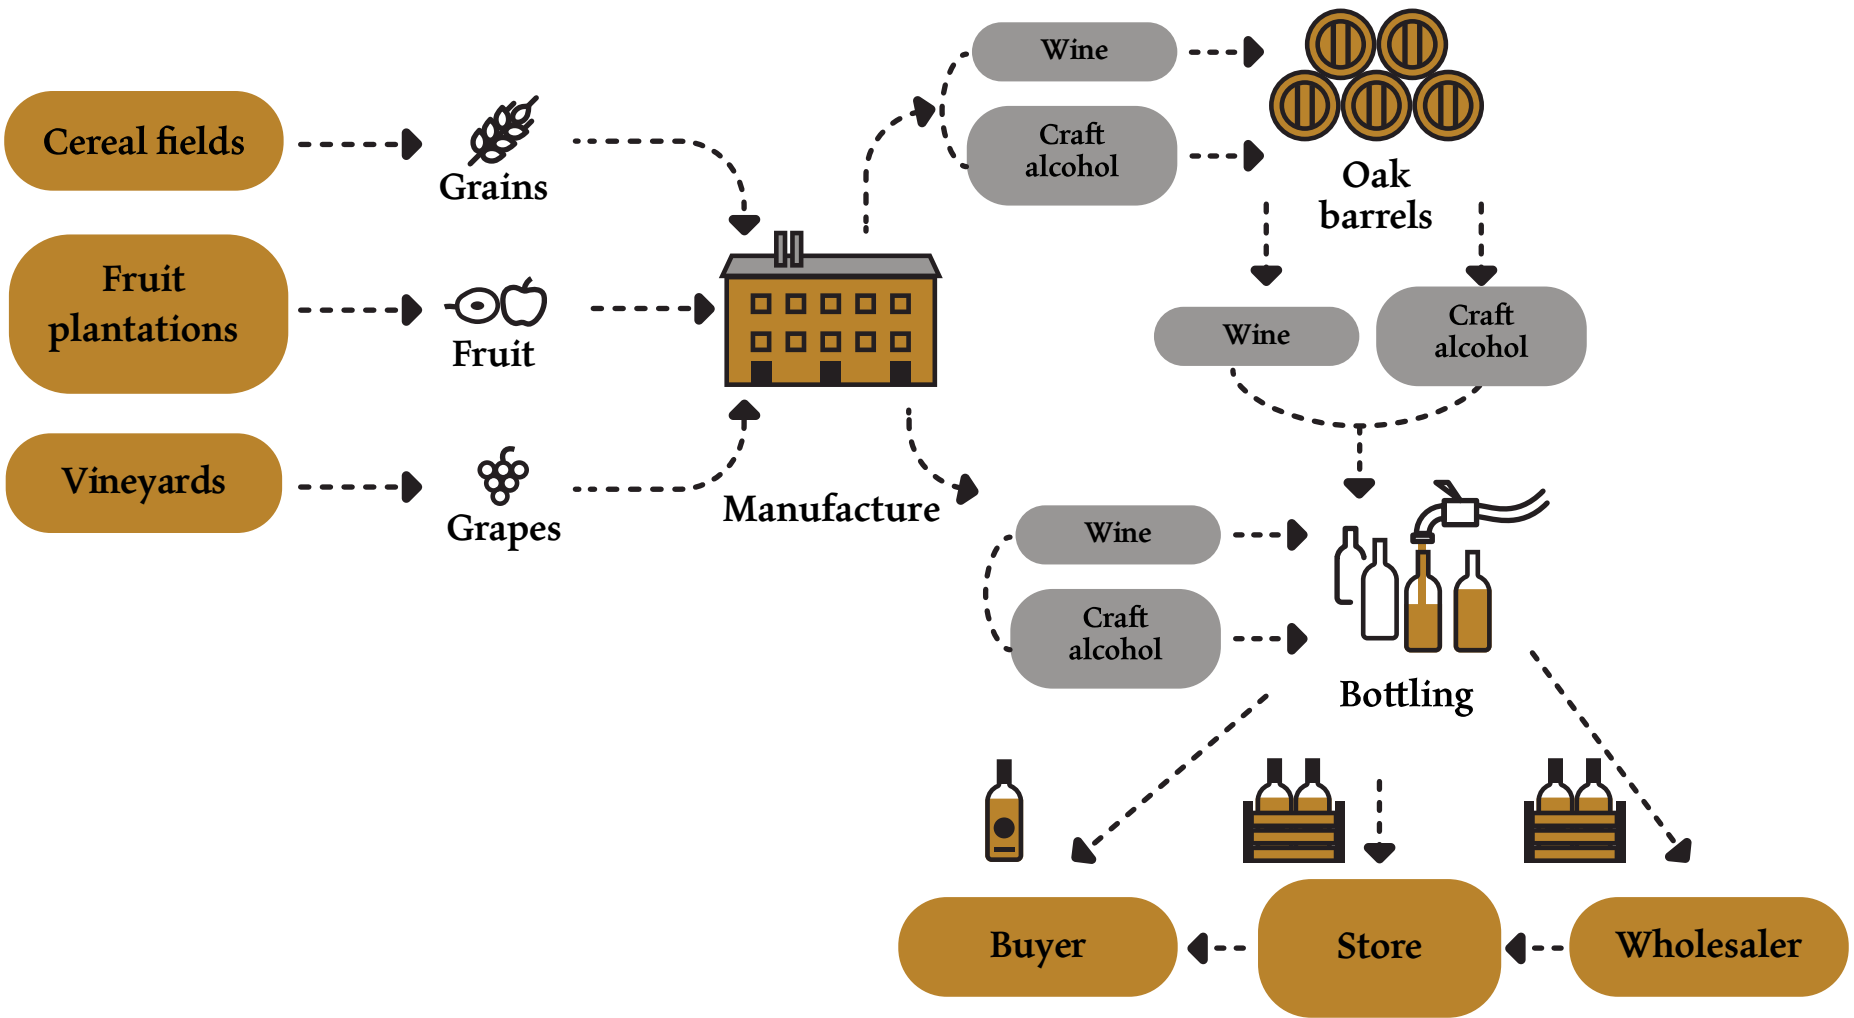 Cereal fields
Grains
Fruit
plantations
Fruit
Vineyards
Grapes
Manufacture
Wine
Craft
alcohol
Oak
barrels
Wine
Craft
alcohol
Wine
Craft
alcohol
Bottling
Buyer
Store
Wholesaler